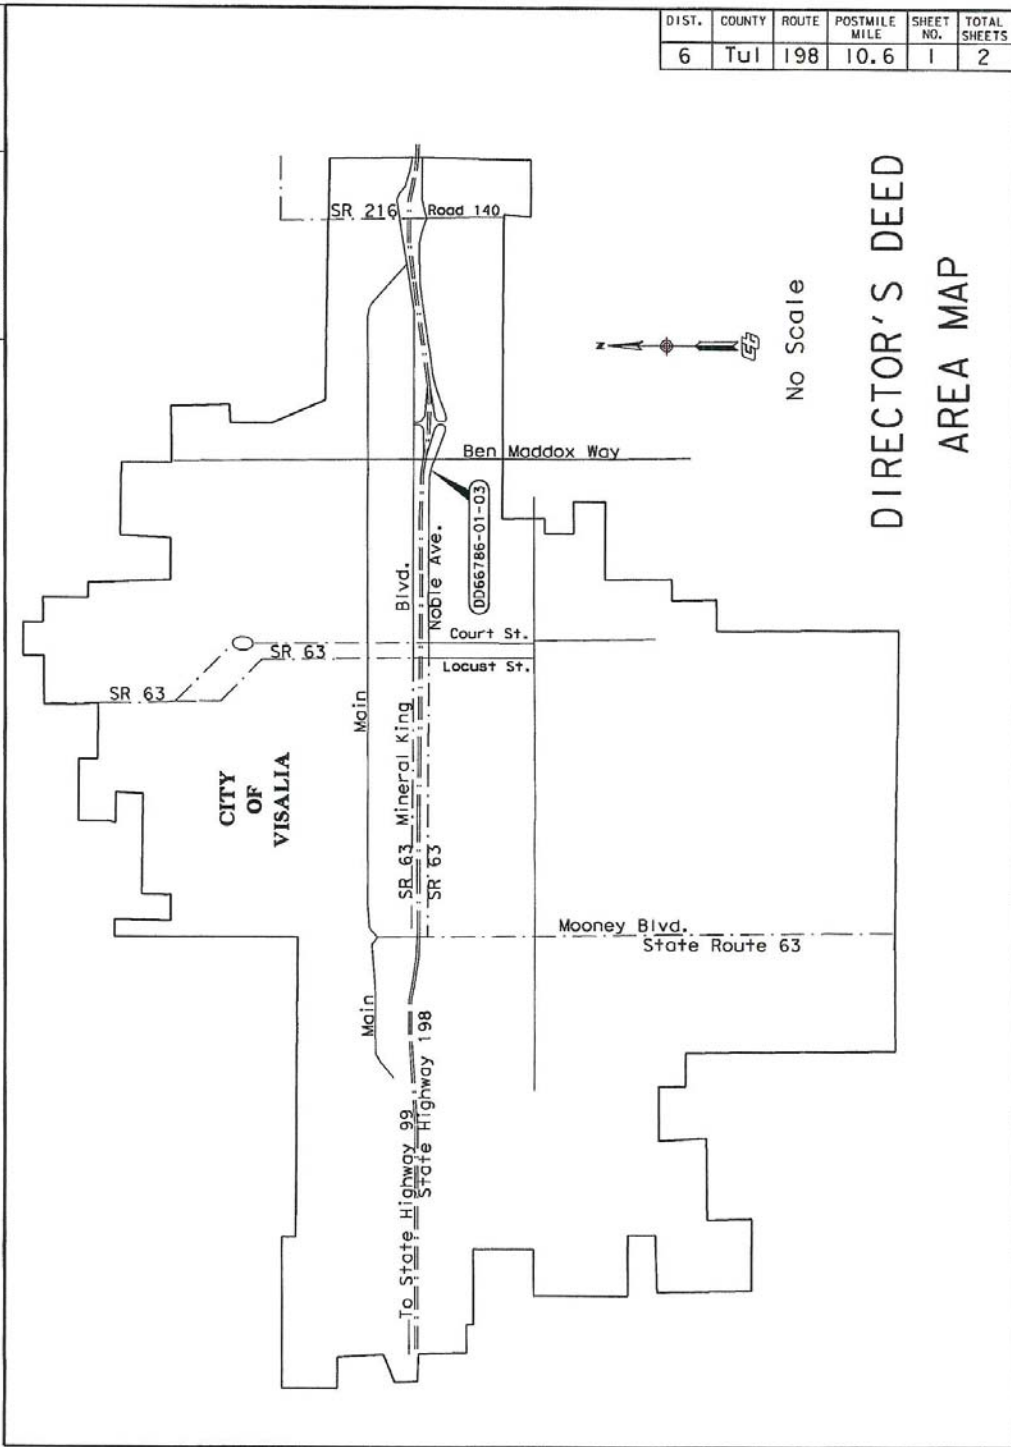 DIST. COUNTY ROUTE POSTMILE MILE SHEET NO. TOTAL SHEETS
6 Tul 198 10.6 1 2
SR 216
Road 140
N
No Scale
DIRECTOR'S DEED
AREA MAP
Ben Maddox Way
DD66786-01-03
Blvd.
Noble Ave.
Court St.
SR 63
Locust St.
SR 63
Main
Mineral King
CITY
OF
VISALIA
SR 63
SR 63
Mooney Blvd.
State Route 63
Main
State Highway 198
To State Highway 99